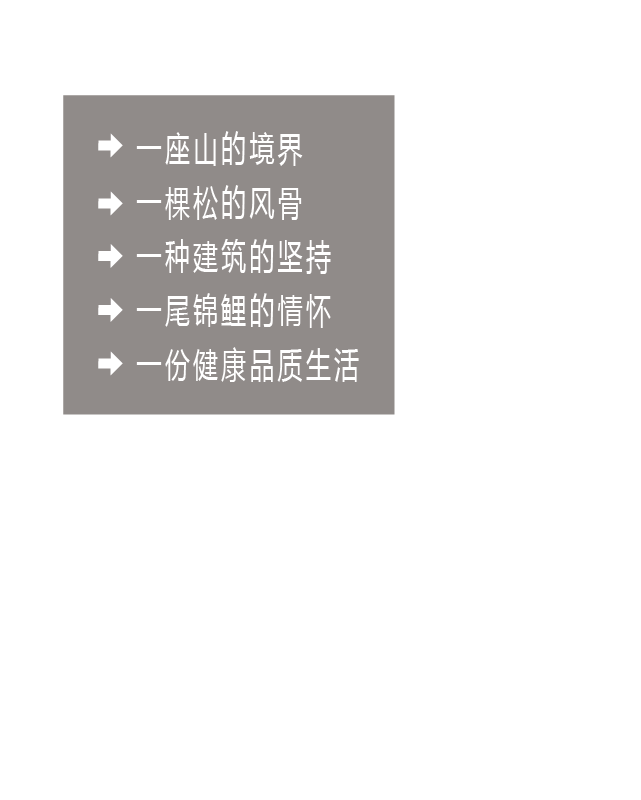 一座山的境界
一棵松的风骨
一种建筑的坚持
一尾锦鲤的情怀
一份健康品质生活